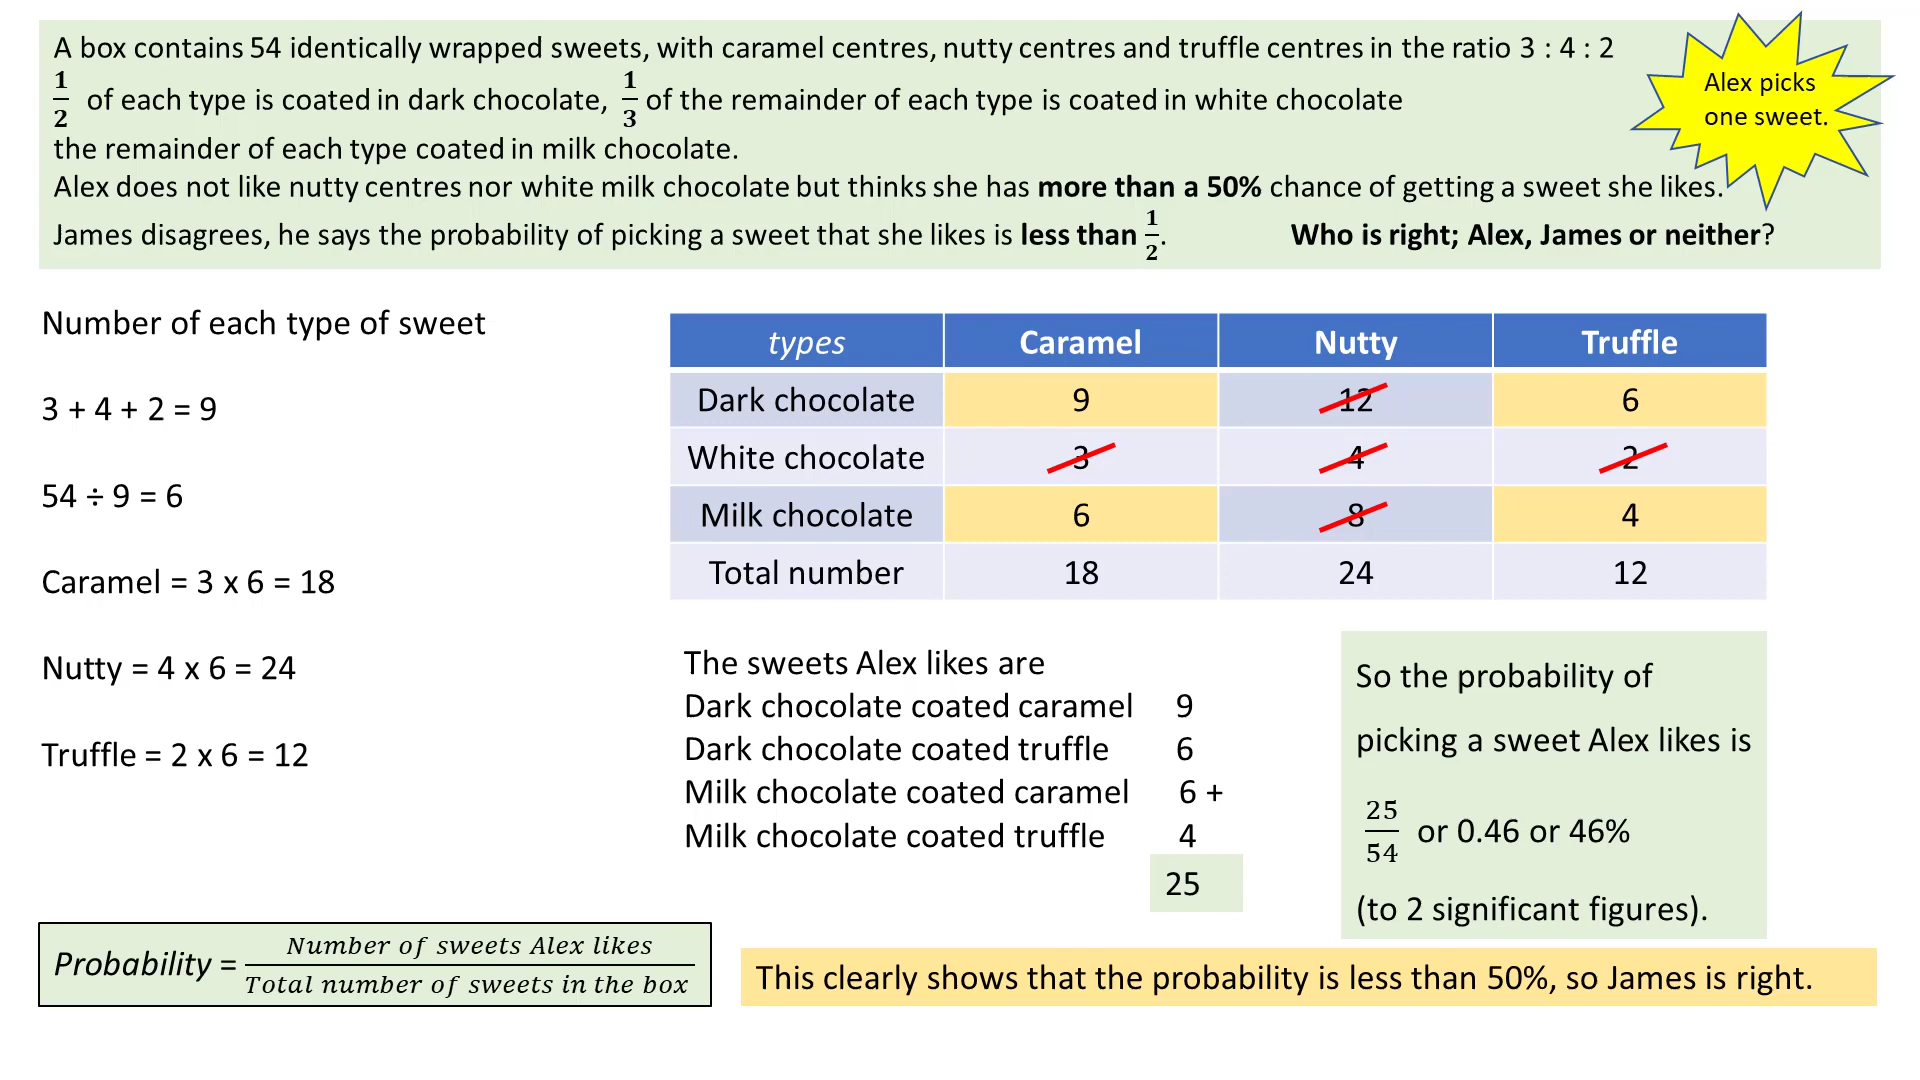 A box contains 54 identically wrapped sweets, with caramel centres, nutty centres and truffle centres in the ratio 3 : 4 : 2
1/2 of each type is coated in dark chocolate, 1/3 of the remainder of each type is coated in white chocolate
the remainder of each type coated in milk chocolate.
Alex does not like nutty centres nor white milk chocolate but thinks she has more than a 50% chance of getting a sweet she likes.
James disagrees, he says the probability of picking a sweet that she likes is less than 1/2. Who is right; Alex, James or neither?
Alex picks
one sweet.
Number of each type of sweet
3 + 4 + 2 = 9
54 ÷ 9 = 6
Caramel = 3 x 6 = 18
Nutty = 4 x 6 = 24
Truffle = 2 x 6 = 12
types Caramel Nutty Truffle
Dark chocolate 9 12 6
White chocolate 3 4 2
Milk chocolate 6 8 4
Total number 18 24 12
The sweets Alex likes are
Dark chocolate coated caramel 9
Dark chocolate coated truffle 6
Milk chocolate coated caramel 6 +
Milk chocolate coated truffle 4
25
So the probability of
picking a sweet Alex likes is
25/54 or 0.46 or 46%
(to 2 significant figures).
Probability = Number of sweets Alex likes / Total number of sweets in the box
This clearly shows that the probability is less than 50%, so James is right.